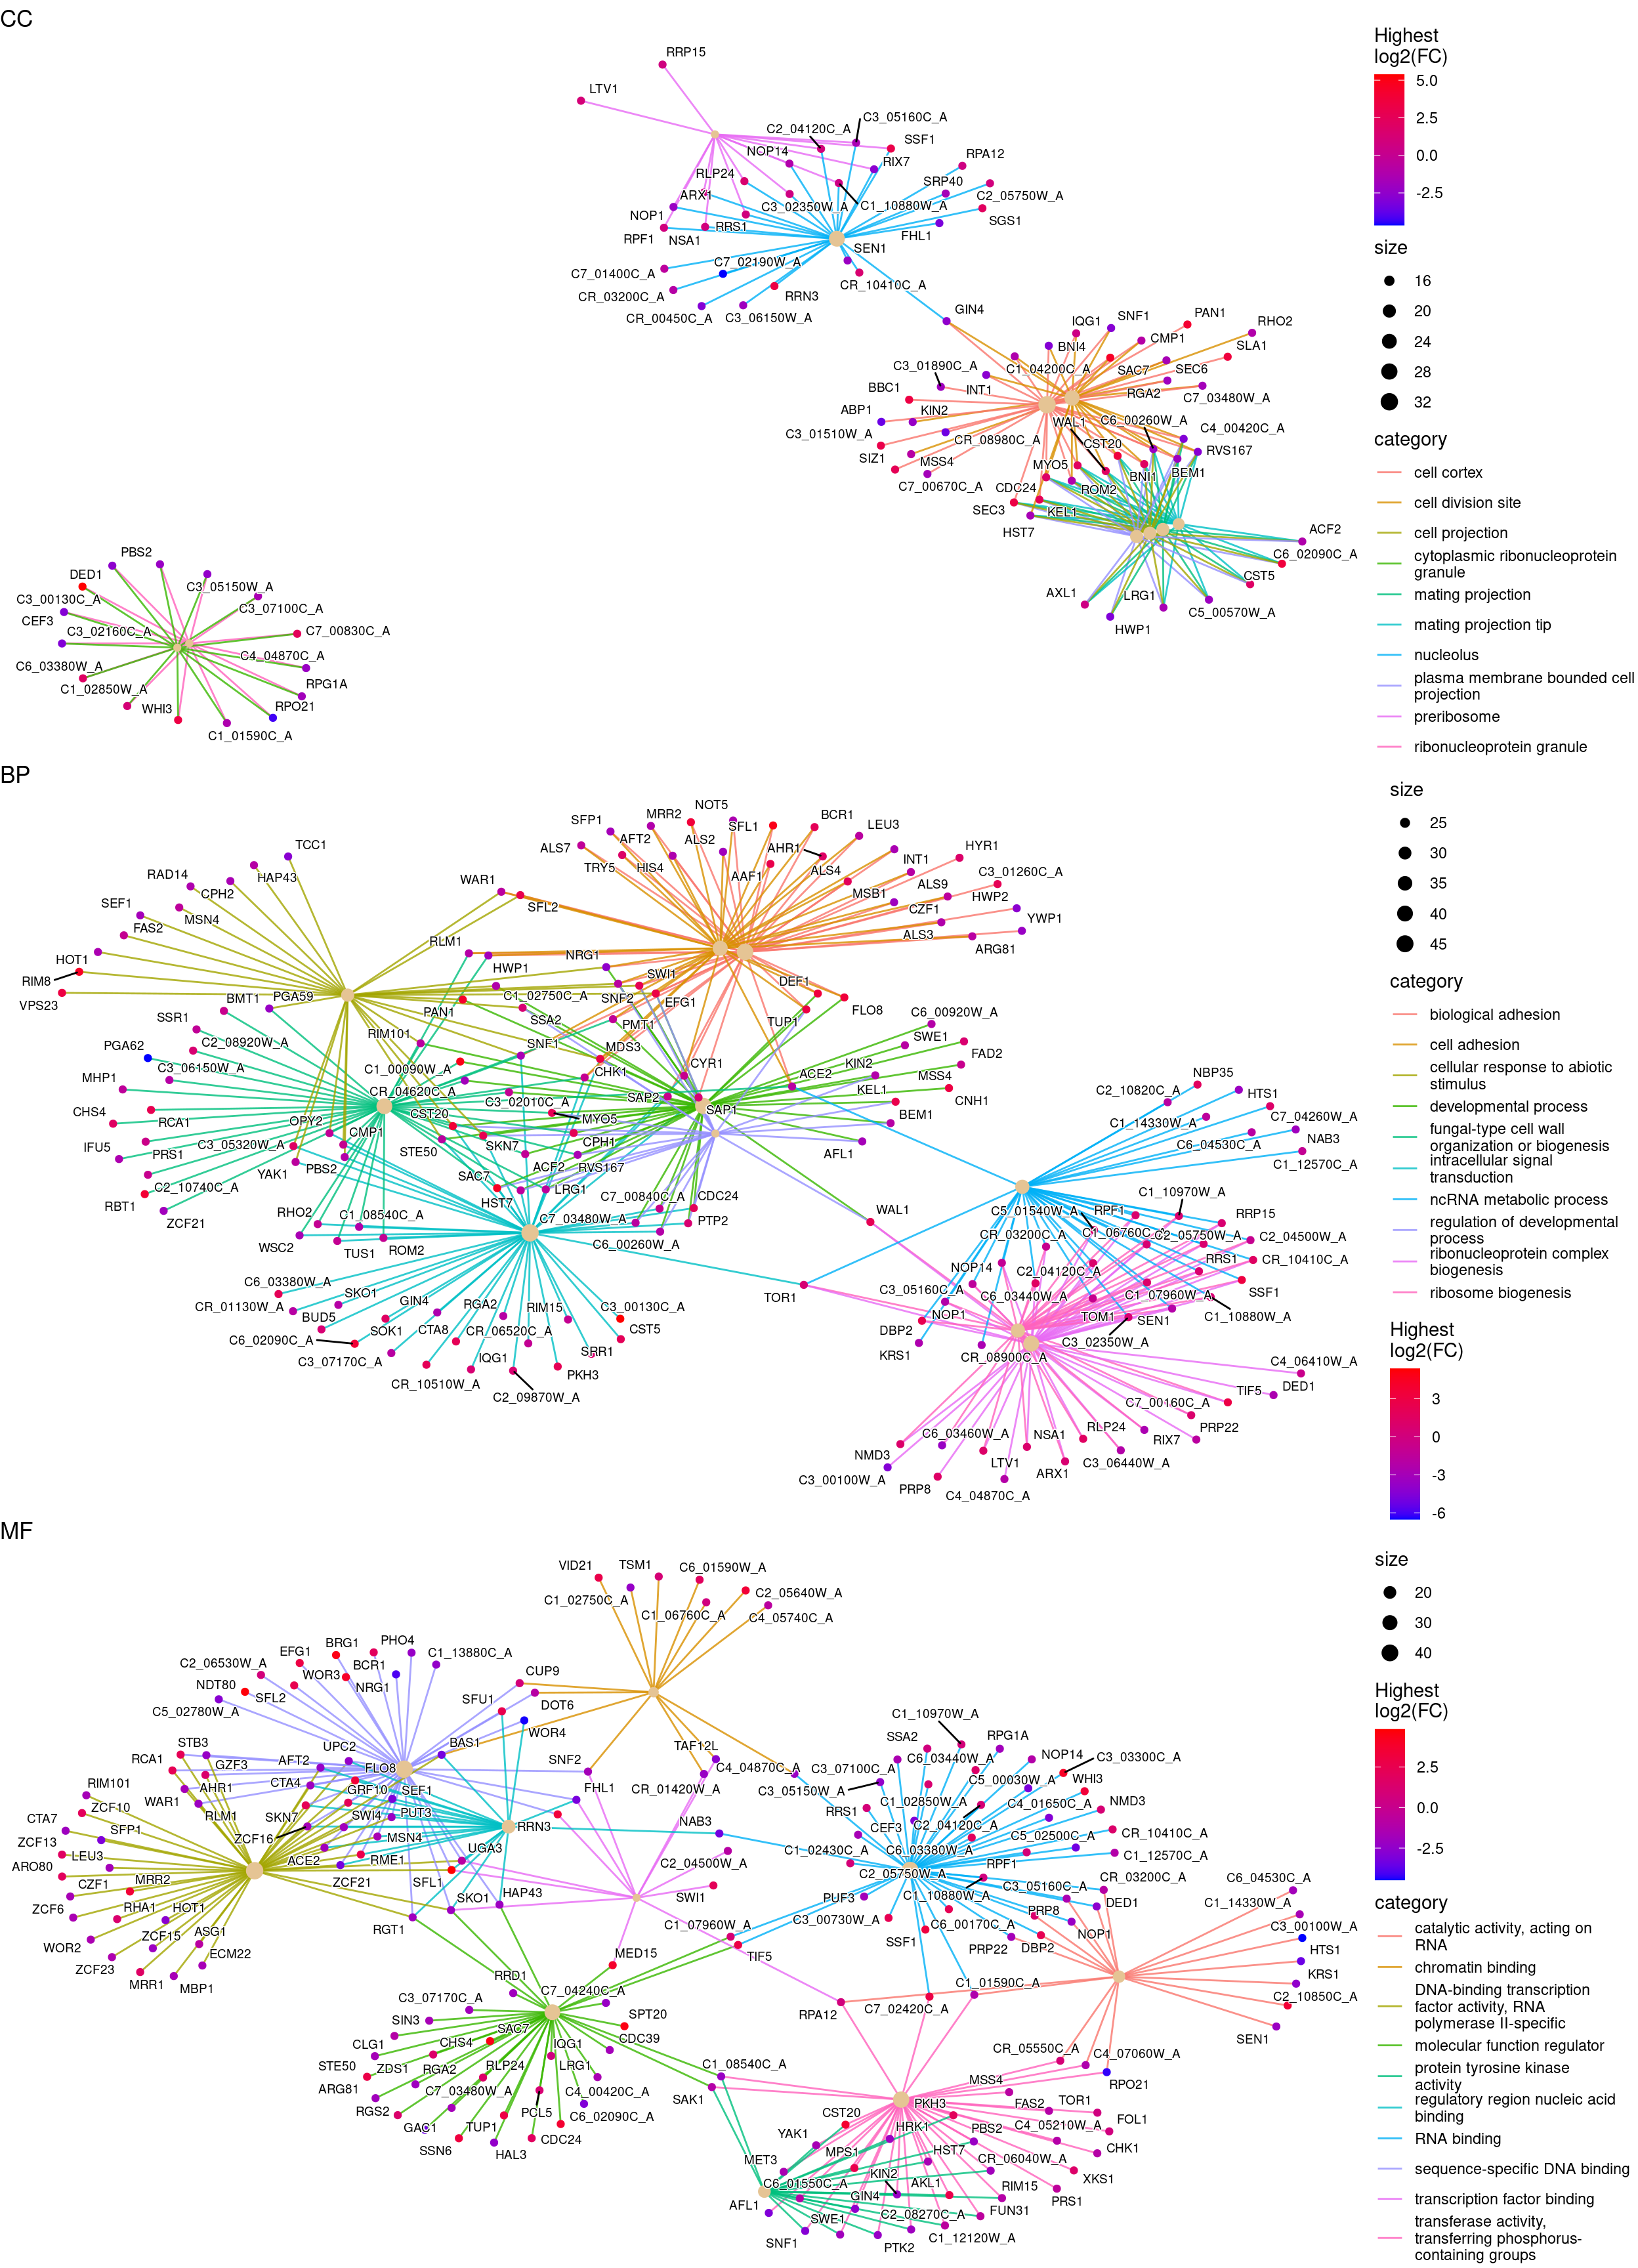 CC
RRP15
LTV1
C3_05160C_A
C2_04120C_A
SSF1
NOP14
RIX7
RPA12
RLP24
SRP40
ARX1
C2_05750W_A
C3_02350W_A
C1_10880W_A
NOP1
SGS1
RRS1
RPF1
NSA1
FHL1
SEN1
C7_02190W_A
C7_01400C_A
CR_10410C_A
CR_03200C_A
RRN3
CR_00450C_A
C3_06150W_A
GIN4
IQG1
SNF1
PAN1
RHO2
BNI4
CMP1
SLA1
C3_01890C_A
C1_04200C_A
SAC7
SEC6
BBC1
INT1
RGA2
C7_03480W_A
ABP1
KIN2
WAL1
C6_00260W_A
C3_01510W_A
CR_08980C_A
CST20
C4_00420C_A
SIZ1
MSS4
MYO5
BNI1
BEM1
RVS167
C7_00670C_A
CDC24
ROM2
SEC3
KEL1
HST7
ACF2
C6_02090C_A
CST5
AXL1
LRG1
C5_00570W_A
HWP1
PBS2
DED1
C3_05150W_A
C3_00130C_A
C3_07100C_A
CEF3
C3_02160C_A
C7_00830C_A
C4_04870C_A
C6_03380W_A
C1_02850W_A
RPG1A
WHI3
RPO21
C1_01590C_A
Highest
log2(FC)
5.0
2.5
0.0
-2.5
size
16
20
24
28
32
category
cell cortex
cell division site
cell projection
cytoplasmic ribonucleoprotein
granule
mating projection
mating projection tip
nucleolus
plasma membrane bounded cell
projection
preribosome
ribonucleoprotein granule
BP
NOT5
MRR2
BCR1
SFP1
SFL1
LEU3
AFT2
ALS2
TCC1
ALS7
AHR1
HYR1
TRY5
HIS4
INT1
HAP43
AAF1
ALS4
C3_01260C_A
RAD14
WAR1
MSB1
ALS9
CPH2
HWP2
SEF1
SFL2
CZF1
YWP1
MSN4
FAS2
ALS3
RLM1
ARG81
NRG1
HOT1
HWP1
SWI1
DEF1
RIM8
C1_02750C_A
SNF2
EFG1
VPS23
BMT1
PGA59
PAN1
FLO8
SSR1
SSA2
PMT1
TUP1
C6_00920W_A
RIM101
SNF1
MDS3
SWE1
C2_08920W_A
PGA62
CYR1
FAD2
C3_06150W_A
C1_00090W_A
CHK1
ACE2
KIN2
MHP1
CR_04620C_A
MSS4
C3_02010C_A
SAP2
KEL1
CNH1
CHS4
RCA1
OPY2
CST20
MYO5
SAP1
BEM1
IFU5
C3_05320W_A
CMP1
CPH1
PRS1
STE50
SKN7
AFL1
YAK1
PBS2
ACF2
RVS167
C2_10740C_A
SAC7
RBT1
HST7
LRG1
C7_00840C_A
CDC24
ZCF21
RHO2
C1_08540C_A
C7_03480W_A
PTP2
WAL1
WSC2
TUS1
ROM2
C6_00260W_A
NBP35
C2_10820C_A
HTS1
C1_14330W_A
C7_04260W_A
C6_04530C_A
NAB3
C1_12570C_A
C1_10970W_A
C5_01540W_A
RPF1
RRP15
CR_03200C_A
C1_06760C_A
C2_05750W_A
C2_04500W_A
NOP14
C2_04120C_A
RRS1
CR_10410C_A
C6_03380W_A
TOR1
C3_05160C_A
C6_03440W_A
C1_07960W_A
SSF1
CR_01130W_A
SKO1
GIN4
RGA2
RIM15
C3_00130C_A
NOP1
TOM1
SEN1
C1_10880W_A
BUD5
DBP2
C3_02350W_A
SOK1
CTA8
CR_06520C_A
CST5
KRS1
CR_08900C_A
C6_02090C_A
SRR1
C4_06410W_A
C3_07170C_A
IQG1
PKH3
TIF5
DED1
CR_10510W_A
C2_09870W_A
C7_00160C_A
C6_03460W_A
NSA1
RLP24
PRP22
RIX7
NMD3
LTV1
C3_06440W_A
C3_00100W_A
ARX1
PRP8
C4_04870C_A
size
25
30
35
40
45
category
biological adhesion
cell adhesion
cellular response to abiotic
stimulus
developmental process
fungal-type cell wall
organization or biogenesis
intracellular signal
transduction
ncRNA metabolic process
regulation of developmental
process
ribonucleoprotein complex
biogenesis
ribosome biogenesis
Highest
log2(FC)
3
0
-3
-6
MF
VID21
TSM1
C6_01590W_A
C1_02750C_A
C2_05640W_A
C1_06760C_A
C4_05740C_A
BRG1
PHO4
EFG1
C1_13880C_A
C2_06530W_A
BCR1
WOR3
CUP9
NDT80
NRG1
SFL2
SFU1
DOT6
C5_02780W_A
WOR4
STB3
UPC2
BAS1
TAF12L
C1_10970W_A
RCA1
GZF3
AFT2
FLO8
SNF2
C4_04870C_A
SSA2
RPG1A
RIM101
AHR1
CTA4
GRF10
SEF1
FHL1
CR_01420W_A
C3_07100C_A
C6_03440W_A
NOP14
C3_03300C_A
CTA7
ZCF10
WAR1
RLM1
C3_05150W_A
C5_00030W_A
WHI3
SFP1
SKN7
SWI4
PUT3
RRN3
NAB3
RRS1
C1_02850W_A
C4_01650C_A
NMD3
ZCF13
ZCF16
MSN4
CEF3
C2_04120C_A
LEU3
UGA3
C1_02430C_A
C6_03380W_A
C5_02500C_A
CR_10410C_A
ARO80
ACE2
RME1
C2_04500W_A
RPF1
C1_12570C_A
CZF1
MRR2
ZCF21
SFL1
C2_05750W_A
CR_03200C_A
C6_04530C_A
ZCF6
RHA1
HOT1
SKO1
HAP43
SWI1
PUF3
C1_10880W_A
C3_05160C_A
DED1
C1_14330W_A
WOR2
ZCF15
ASG1
RGT1
C1_07960W_A
C3_00730W_A
C6_00170C_A
PRP8
C3_00100W_A
ECM22
TIF5
SSF1
PRP22
DBP2
NOP1
HTS1
ZCF23
MED15
KRS1
MRR1
MBP1
RRD1
C1_01590C_A
C2_10850C_A
C7_04240C_A
RPA12
C7_02420C_A
C3_07170C_A
SPT20
SEN1
SIN3
SAC7
CDC39
CLG1
CHS4
IQG1
C1_08540C_A
CR_05550C_A
C4_07060W_A
STE50
ZDS1
RGA2
RLP24
LRG1
MSS4
RPO21
ARG81
C7_03480W_A
C4_00420C_A
SAK1
PKH3
FAS2
TOR1
RGS2
GAC1
TUP1
PCL5
C6_02090C_A
CST20
HRK1
PBS2
C4_05210W_A
FOL1
SSN6
HAL3
CDC24
YAK1
MPS1
HST7
CHK1
MET3
CR_06040W_A
XKS1
C6_01550C_A
KIN2
AKL1
RIM15
PRS1
AFL1
GIN4
FUN31
SWE1
C2_08270C_A
SNF1
PTK2
C1_12120W_A
size
20
30
40
Highest
log2(FC)
2.5
0.0
-2.5
category
catalytic activity, acting on
RNA
chromatin binding
DNA-binding transcription
factor activity, RNA
polymerase II-specific
molecular function regulator
protein tyrosine kinase
activity
regulatory region nucleic acid
binding
RNA binding
sequence-specific DNA binding
transcription factor binding
transferase activity,
transferring phosphorus-
containing groups